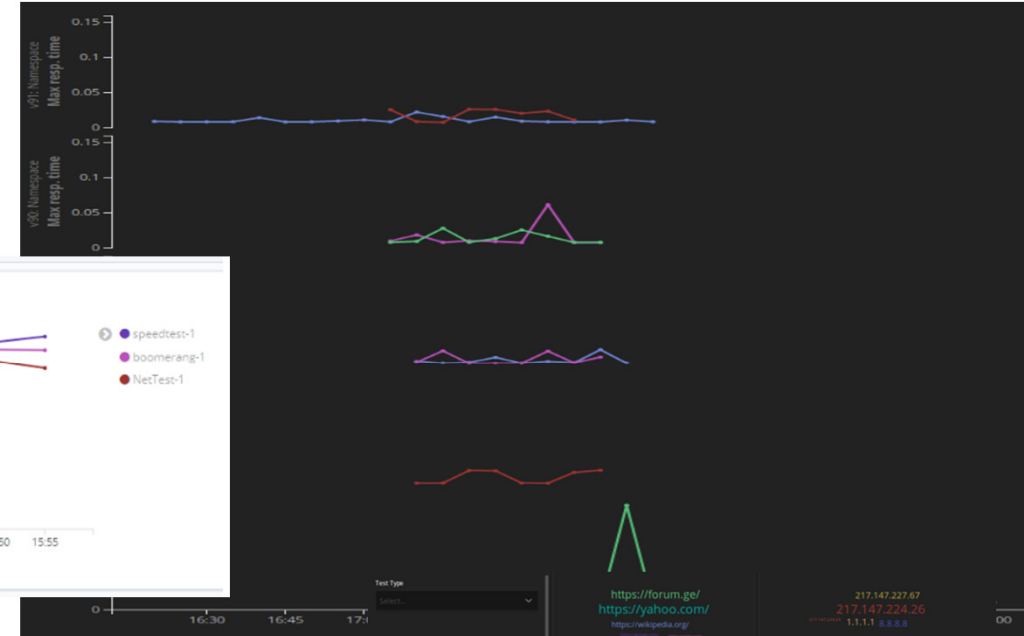 0.15
0.1
0.05
0
v91: Namespace
Max resp. time
0.15
0.1
0.05
0
v90: Namespace
Max resp. time
speedtest-1
boomerang-1
NetTest-1
50
15:55
Test Type
Select...
https://forum.ge/
https://yahoo.com/
https://wikipedia.org/
217.147.227.67
217.147.224.26
1.1.1.1 8.8.8.8
0
16:30
16:45
17:
00